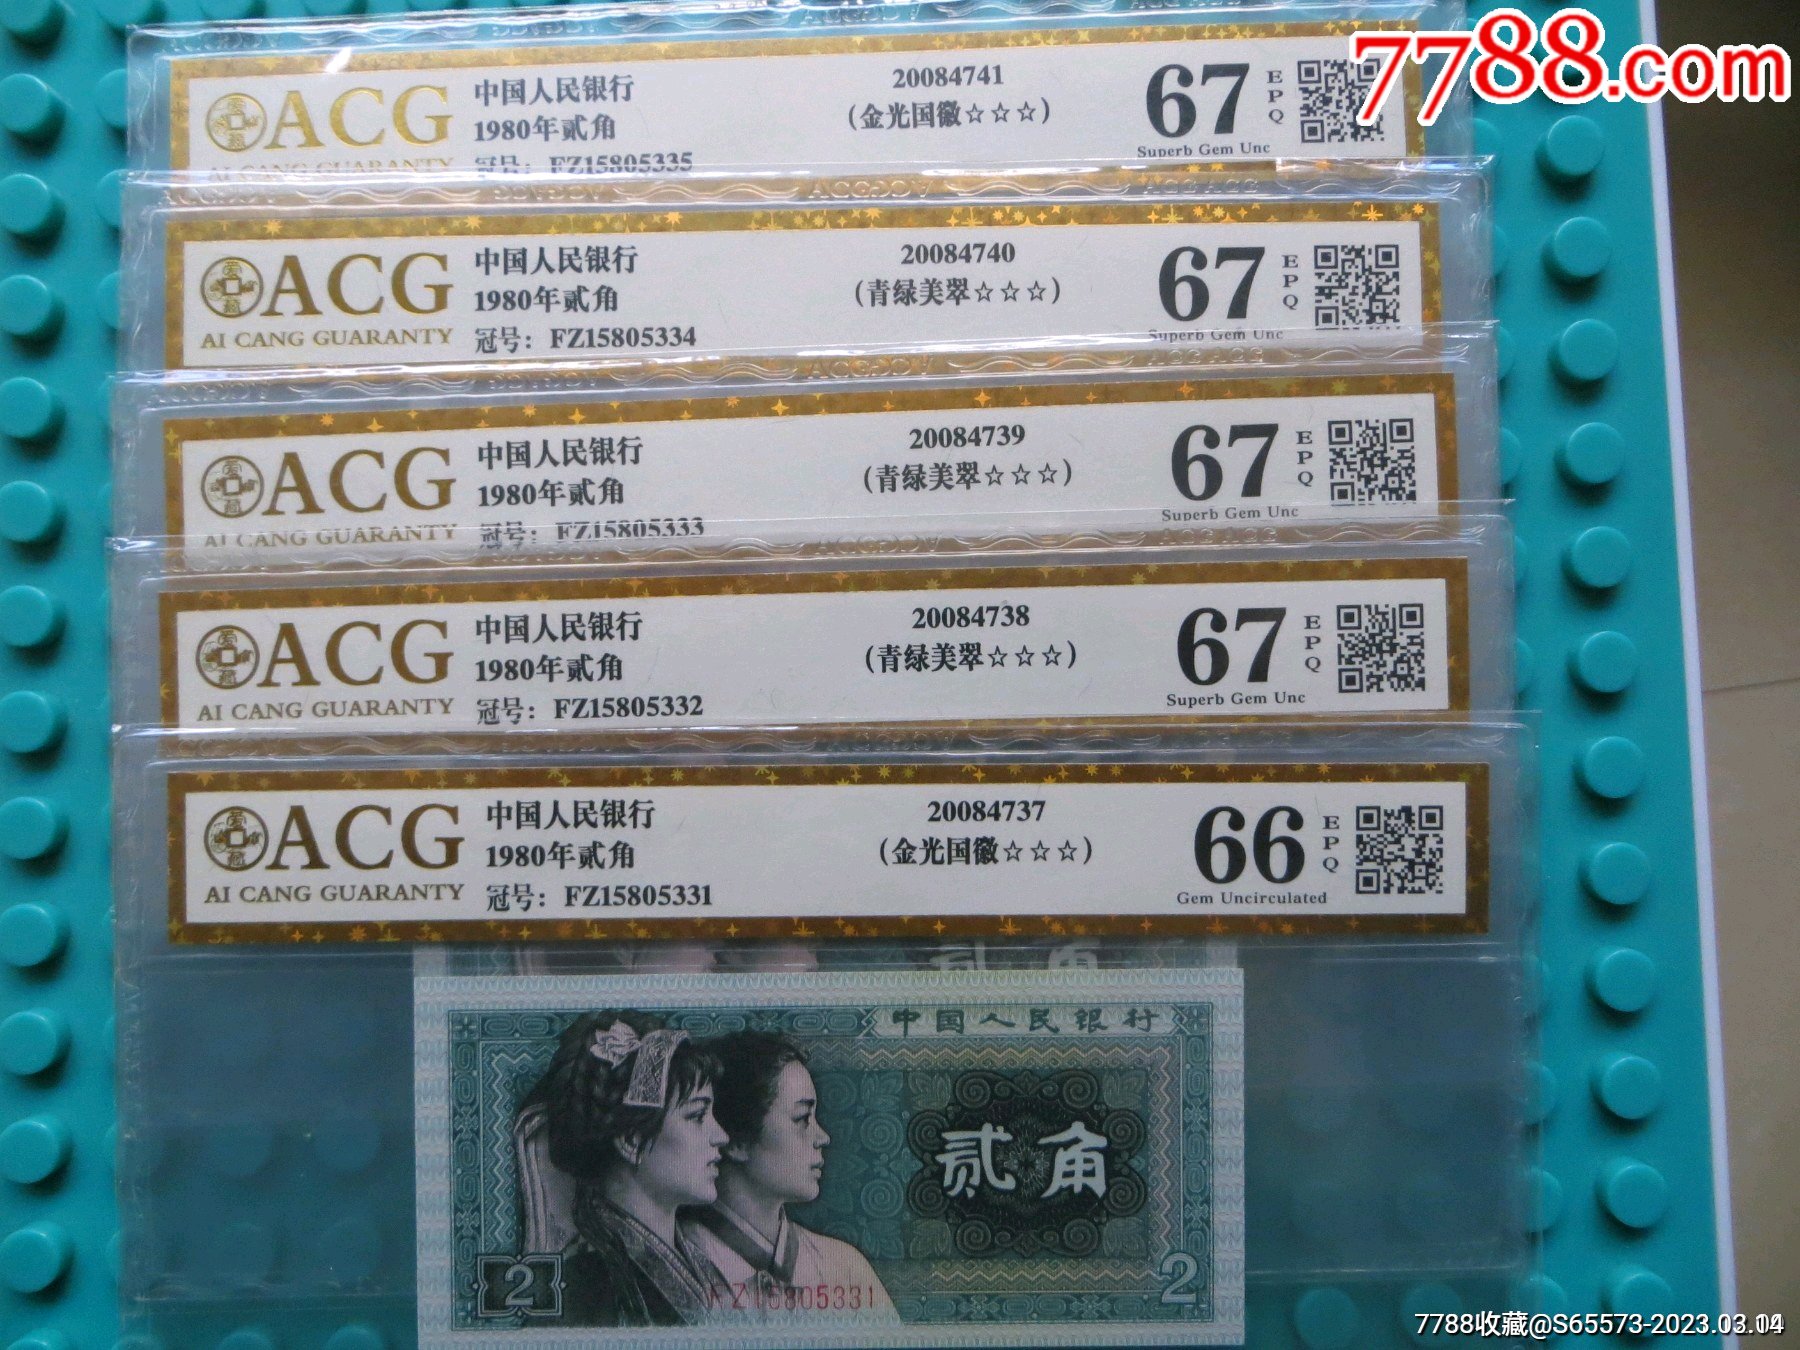 7788.com
ACG
AI CANG GUARANTY
中国人民银行
1980年贰角
冠号：FZ15805335
20084741
(金光国徽☆☆☆)
67
EPQ
Superb Gem Unc
ACG
AI CANG GUARANTY
中国人民银行
1980年贰角
冠号：FZ15805334
20084740
(青绿美翠☆☆☆)
67
EPQ
Superb Gem Unc
ACG
AI CANG GUARANTY
中国人民银行
1980年贰角
冠号：FZ15805333
20084739
(青绿美翠☆☆☆)
67
EPQ
Superb Gem Unc
ACG
AI CANG GUARANTY
中国人民银行
1980年贰角
冠号：FZ15805332
20084738
(青绿美翠☆☆☆)
67
EPQ
Superb Gem Unc
ACG
AI CANG GUARANTY
中国人民银行
1980年贰角
冠号：FZ15805331
20084737
(金光国徽☆☆☆)
66
EPQ
Gem Uncirculated
中国人民银行
贰角
2
FZ15805331
2
7788收藏@S65573-2023.03.04